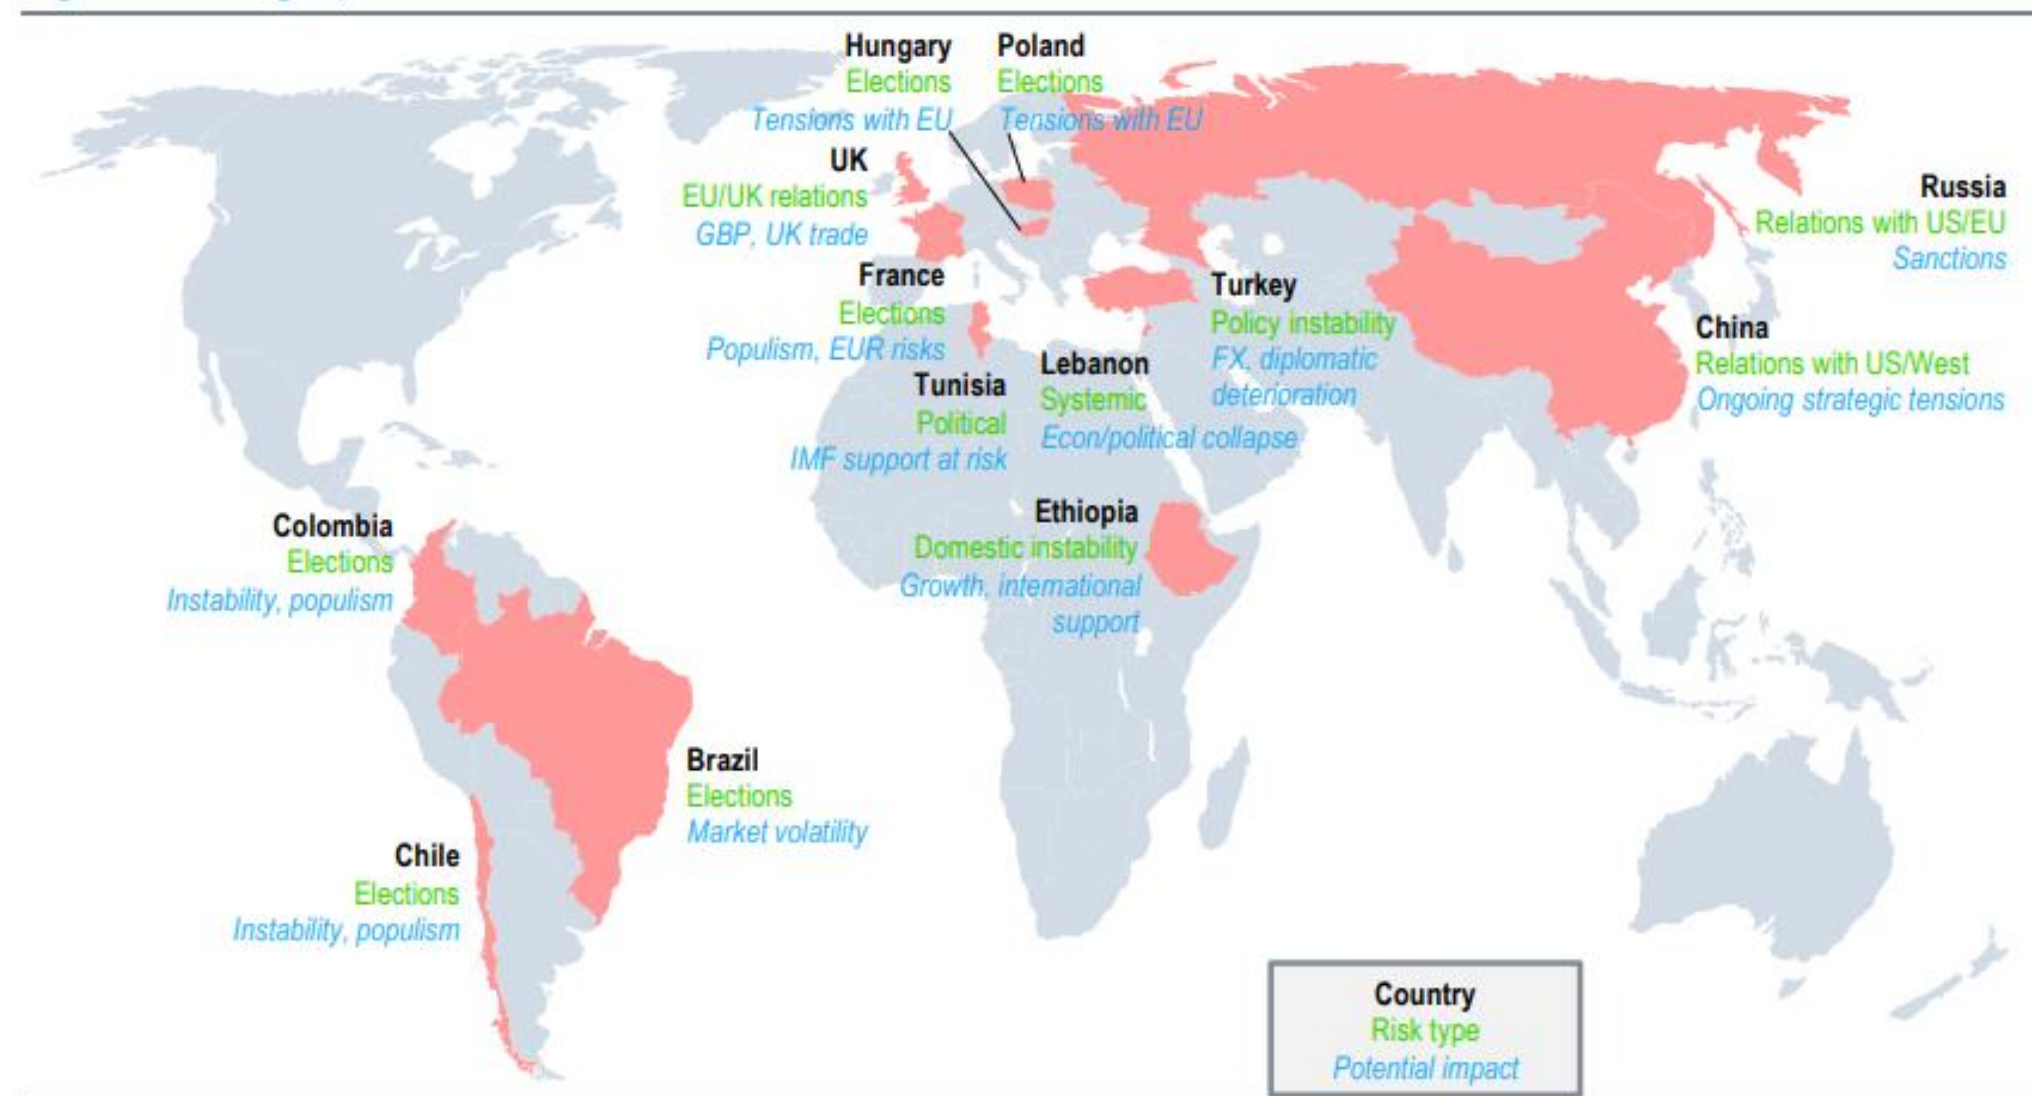 Hungary
Elections
Tensions with EU
Poland
Elections
Tensions with EU
UK
EU/UK relations
GBP, UK trade
Russia
Relations with US/EU
Sanctions
France
Elections
Populism, EUR risks
Turkey
Policy instability
FX, diplomatic
deterioration
China
Relations with US/West
Ongoing strategic tensions
Tunisia
Political
IMF support at risk
Lebanon
Systemic
Econ/political collapse
Ethiopia
Domestic instability
Growth, international
support
Colombia
Elections
Instability, populism
Brazil
Elections
Market volatility
Chile
Elections
Instability, populism
Country
Risk type
Potential impact